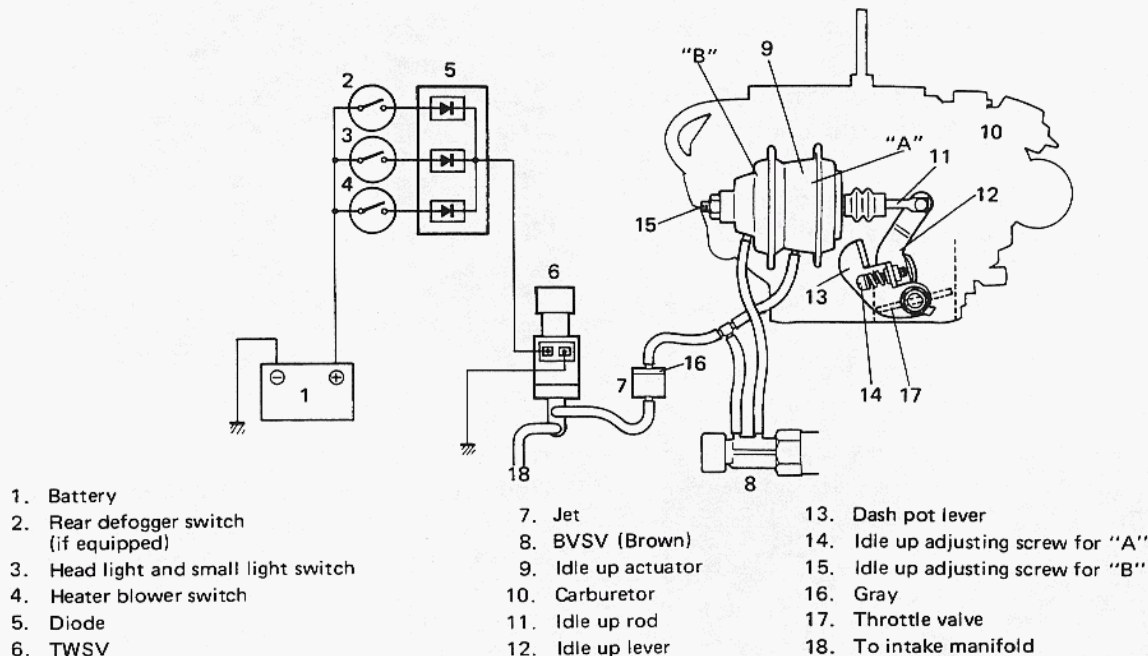 "B"
9
2
5
3
4
"A"
10
11
12
15
6
13
16
7
14
17
⊖
⊕
1
18
8
1. Battery
2. Rear defogger switch
(if equipped)
3. Head light and small light switch
4. Heater blower switch
5. Diode
6. TWSV
7. Jet
8. BVSV (Brown)
9. Idle up actuator
10. Carburetor
11. Idle up rod
12. Idle up lever
13. Dash pot lever
14. Idle up adjusting screw for "A"
15. Idle up adjusting screw for "B"
16. Gray
17. Throttle valve
18. To intake manifold